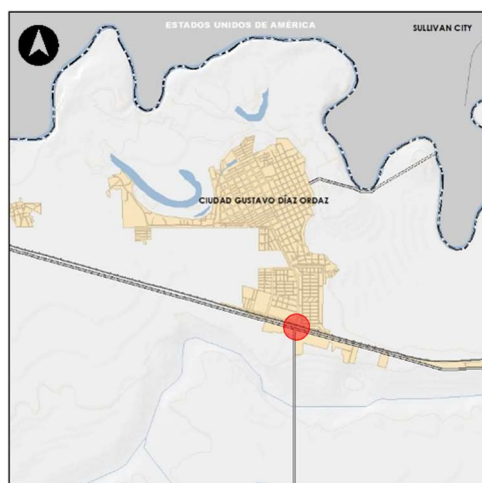 ESTADOS UNIDOS DE AMÉRICA
SULLIVAN CITY
CIUDAD GUSTAVO DÍAZ ORDAZ